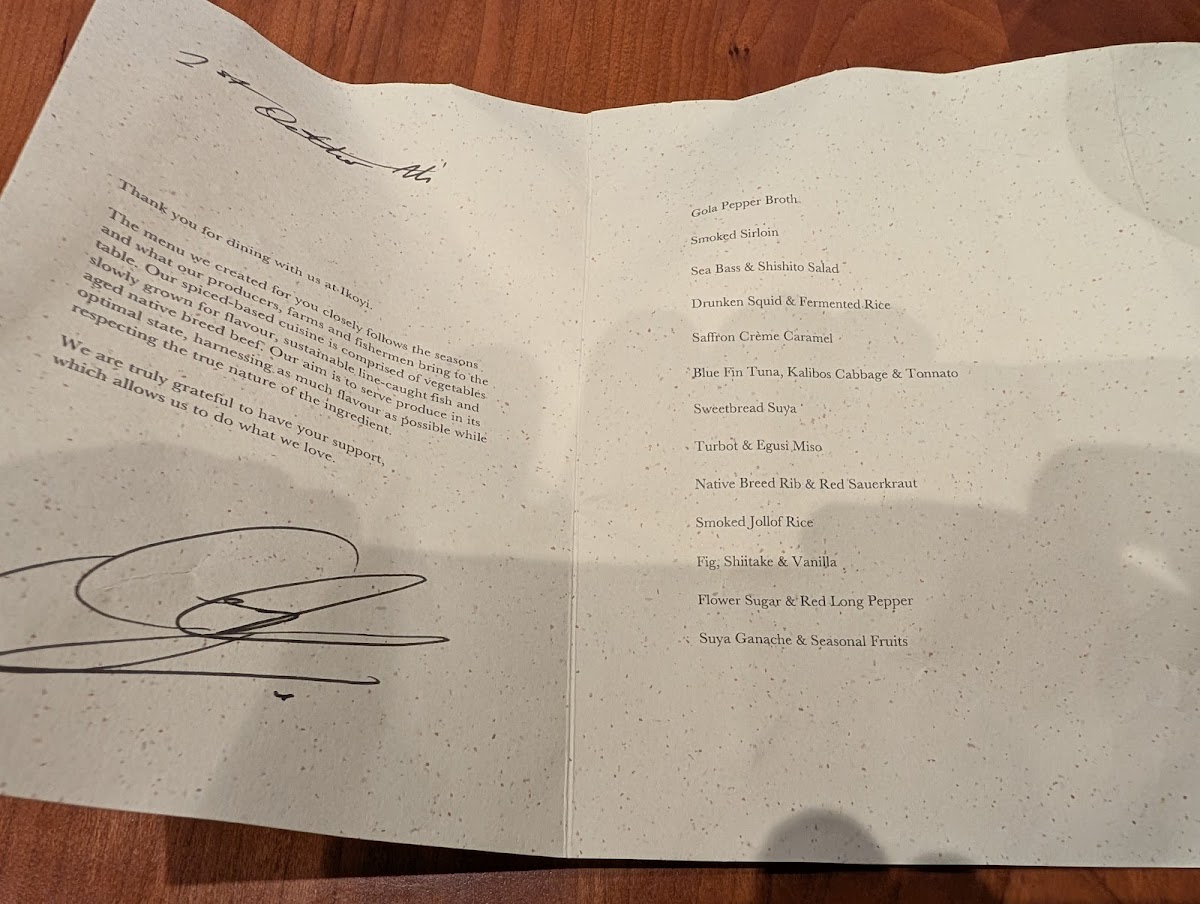 Thank you for dining with us at Ikoyi.
The menu we created for you closely follows the seasons
and what our producers, farms and fishermen bring to the
table. Our spiced-based cuisine is comprised of vegetables
slowly grown for flavour, sustainable line-caught fish and
aged native breed beef. Our aim is to serve produce in its
optimal state, harnessing as much flavour as possible while
respecting the true nature of the ingredient.
We are truly grateful to have your support,
which allows us to do what we love.
Gola Pepper Broth
Smoked Sirloin
Sea Bass & Shishito Salad
Drunken Squid & Fermented Rice
Saffron Crème Caramel
Blue Fin Tuna, Kalibos Cabbage & Tonnato
Sweetbread Suya
Turbot & Egusi Miso
Native Breed Rib & Red Sauerkraut
Smoked Jollof Rice
Fig, Shiitake & Vanilla
Flower Sugar & Red Long Pepper
Suya Ganache & Seasonal Fruits